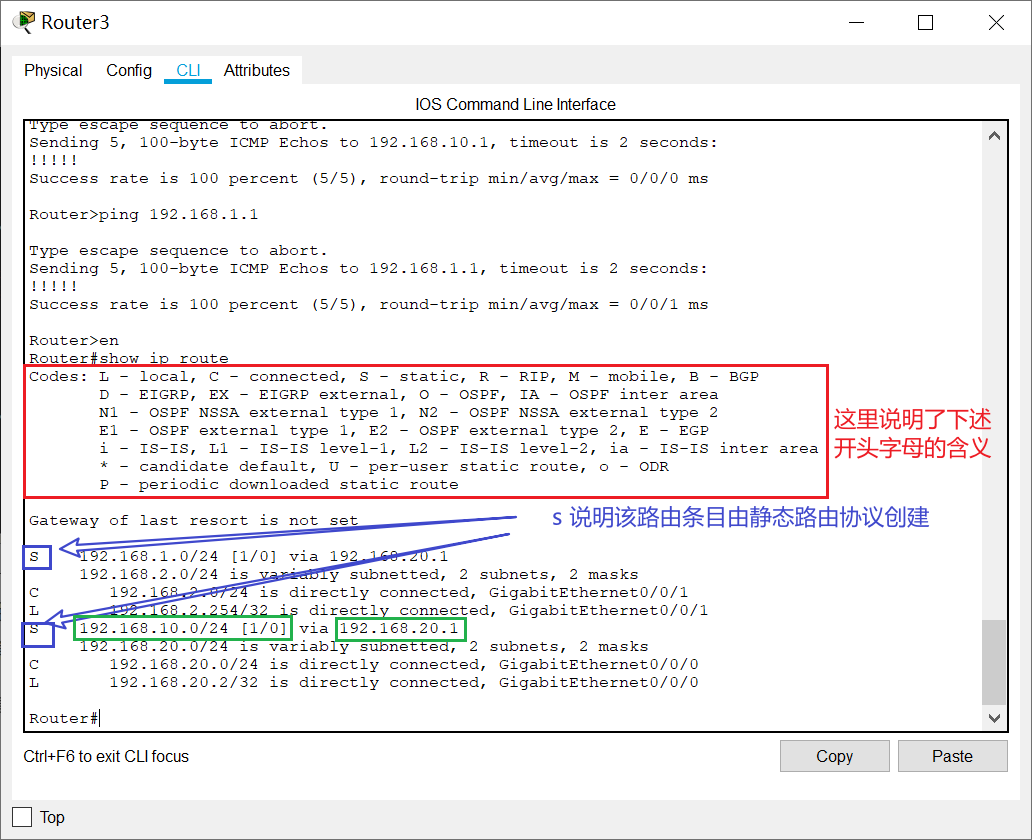 Router3
Physical Config CLI Attributes
IOS Command Line Interface
Type escape sequence to abort.
Sending 5, 100-byte ICMP Echos to 192.168.10.1, timeout is 2 seconds:
!!!!!
Success rate is 100 percent (5/5), round-trip min/avg/max = 0/0/0 ms
Router>ping 192.168.1.1
Type escape sequence to abort.
Sending 5, 100-byte ICMP Echos to 192.168.1.1, timeout is 2 seconds:
!!!!!
Success rate is 100 percent (5/5), round-trip min/avg/max = 0/0/1 ms
Router>en
Router#show ip route
Codes: L - local, C - connected, S - static, R - RIP, M - mobile, B - BGP
D - EIGRP, EX - EIGRP external, O - OSPF, IA - OSPF inter area
N1 - OSPF NSSA external type 1, N2 - OSPF NSSA external type 2
E1 - OSPF external type 1, E2 - OSPF external type 2, E - EGP
i - IS-IS, L1 - IS-IS level-1, L2 - IS-IS level-2, ia - IS-IS inter area
* - candidate default, U - per-user static route, o - ODR
P - periodic downloaded static route
这里说明了下述
开头字母的含义
Gateway of last resort is not set
s 说明该路由条目由静态路由协议创建
S 192.168.1.0/24 [1/0] via 192.168.20.1
192.168.2.0/24 is variably subnetted, 2 subnets, 2 masks
C 192.168.2.0/24 is directly connected, GigabitEthernet0/0/1
L 192.168.2.254/32 is directly connected, GigabitEthernet0/0/1
S 192.168.10.0/24 [1/0] via 192.168.20.1
192.168.20.0/24 is variably subnetted, 2 subnets, 2 masks
C 192.168.20.0/24 is directly connected, GigabitEthernet0/0/0
L 192.168.20.2/32 is directly connected, GigabitEthernet0/0/0
Router#
Ctrl+F6 to exit CLI focus
Copy Paste
Top